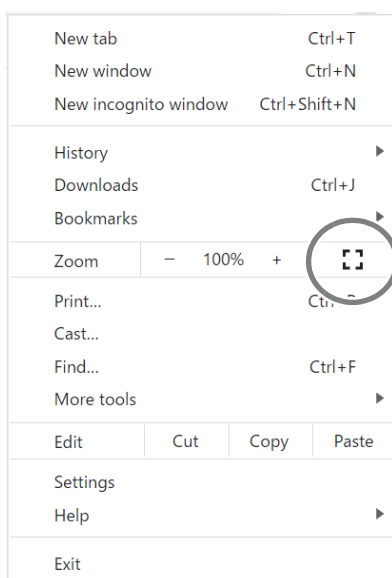 New tab Ctrl+T
New window Ctrl+N
New incognito window Ctrl+Shift+N
History
Downloads Ctrl+J
Bookmarks
Zoom − 100% +
Print...
Cast...
Find... Ctrl+F
More tools
Edit Cut Copy Paste
Settings
Help
Exit